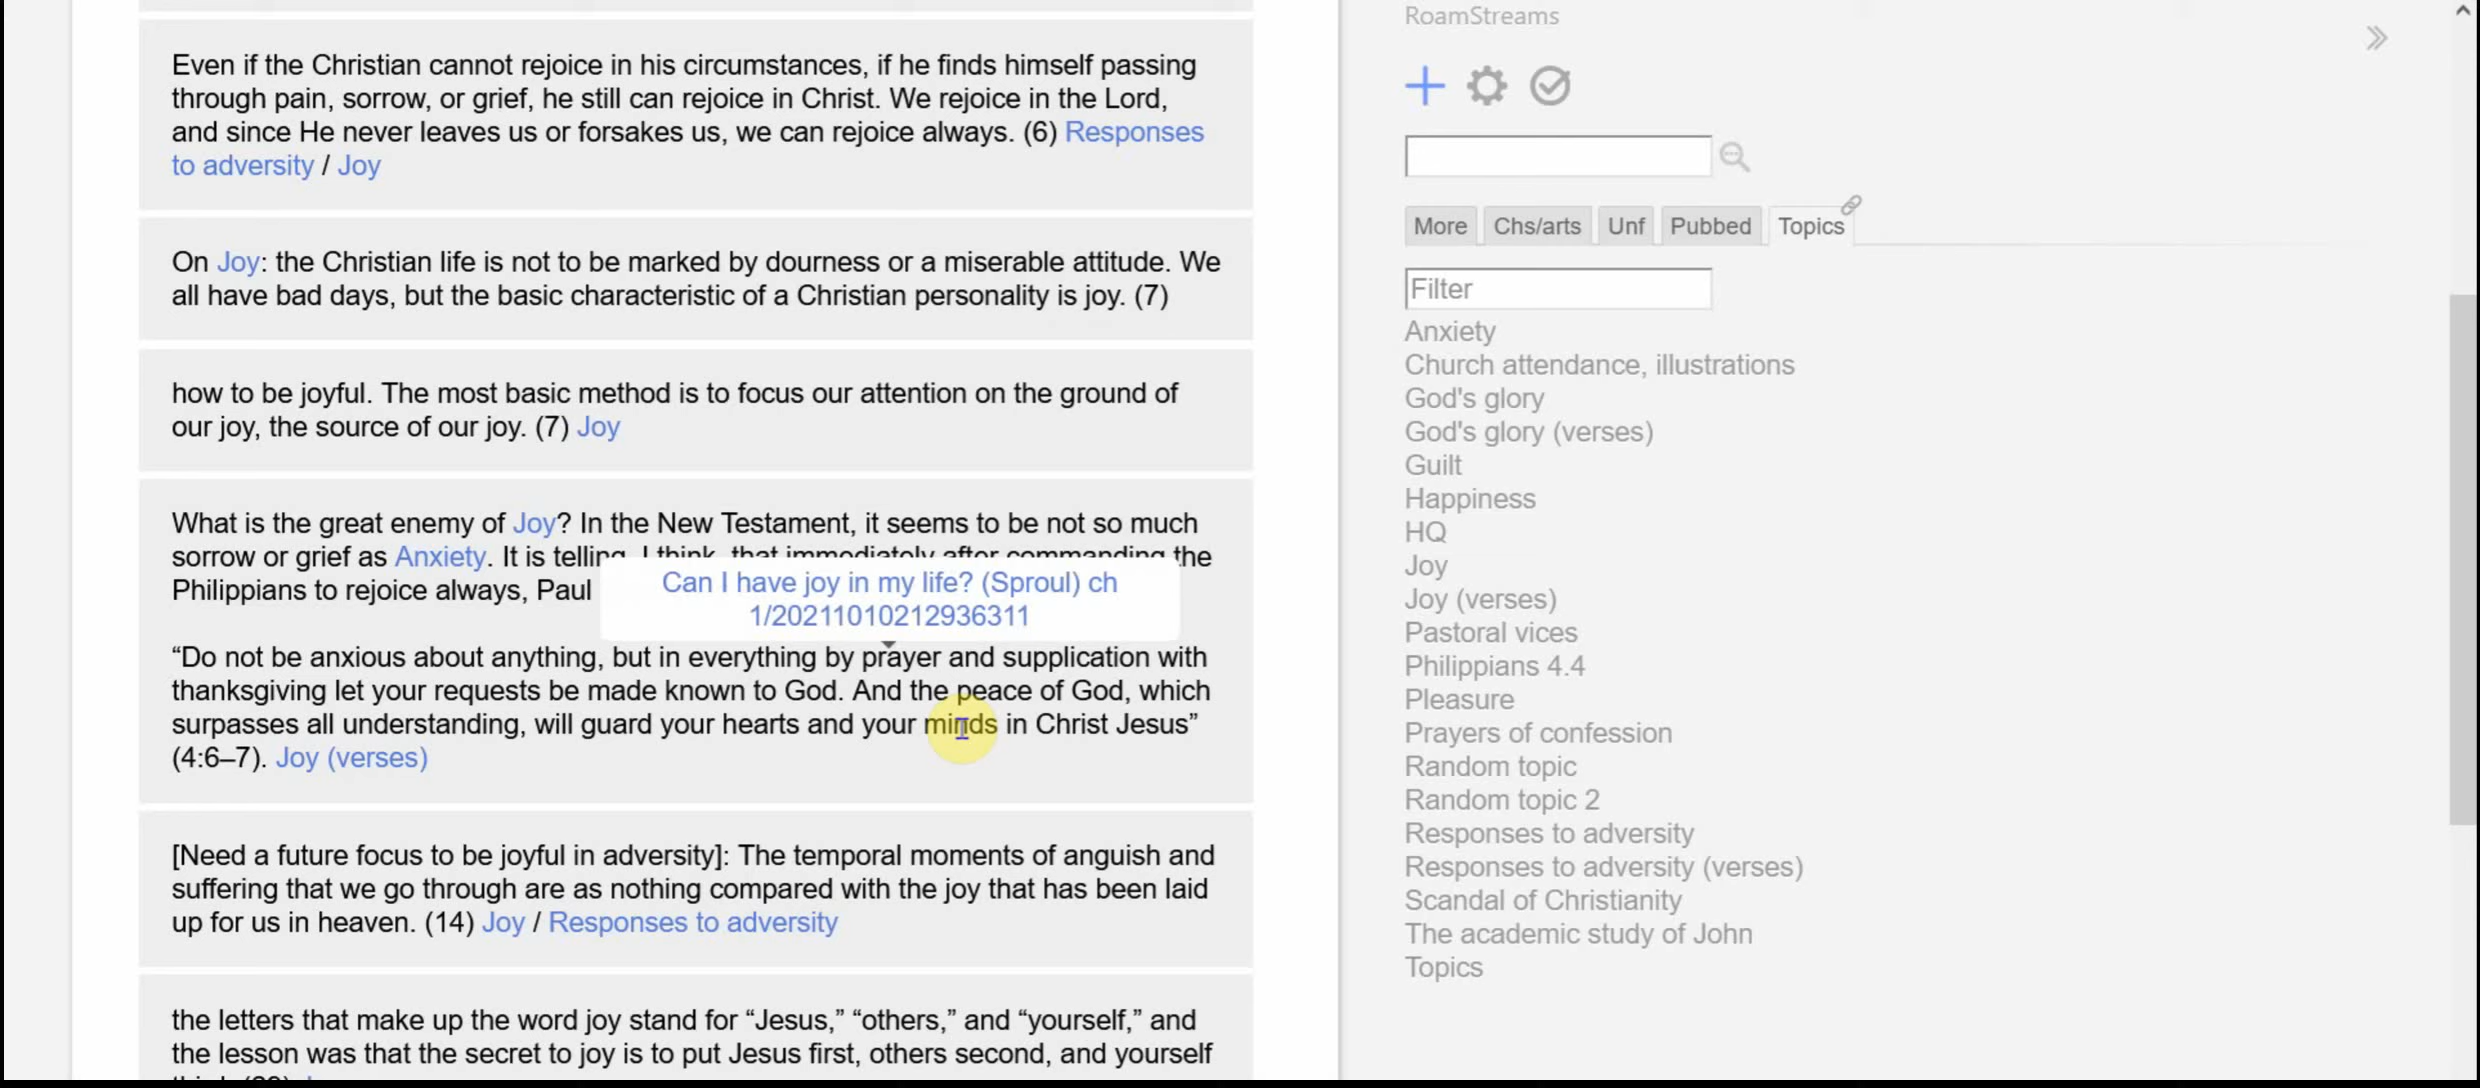 Even if the Christian cannot rejoice in his circumstances, if he finds himself passing
through pain, sorrow, or grief, he still can rejoice in Christ. We rejoice in the Lord,
and since He never leaves us or forsakes us, we can rejoice always. (6) Responses
to adversity / Joy
On Joy: the Christian life is not to be marked by dourness or a miserable attitude. We
all have bad days, but the basic characteristic of a Christian personality is joy. (7)
how to be joyful. The most basic method is to focus our attention on the ground of
our joy, the source of our joy. (7) Joy
What is the great enemy of Joy? In the New Testament, it seems to be not so much
sorrow or grief as Anxiety. It is telling, I think, that immediately after commanding the
Philippians to rejoice always, Paul
Can I have joy in my life? (Sproul) ch
1/20211010212936311
“Do not be anxious about anything, but in everything by prayer and supplication with
thanksgiving let your requests be made known to God. And the peace of God, which
surpasses all understanding, will guard your hearts and your minds in Christ Jesus”
(4:6–7). Joy (verses)
[Need a future focus to be joyful in adversity]: The temporal moments of anguish and
suffering that we go through are as nothing compared with the joy that has been laid
up for us in heaven. (14) Joy / Responses to adversity
the letters that make up the word joy stand for “Jesus,” “others,” and “yourself,” and
the lesson was that the secret to joy is to put Jesus first, others second, and yourself
RoamStreams
More Chs/arts Unf Pubbed Topics
Filter
Anxiety
Church attendance, illustrations
God's glory
God's glory (verses)
Guilt
Happiness
HQ
Joy
Joy (verses)
Pastoral vices
Philippians 4.4
Pleasure
Prayers of confession
Random topic
Random topic 2
Responses to adversity
Responses to adversity (verses)
Scandal of Christianity
The academic study of John
Topics